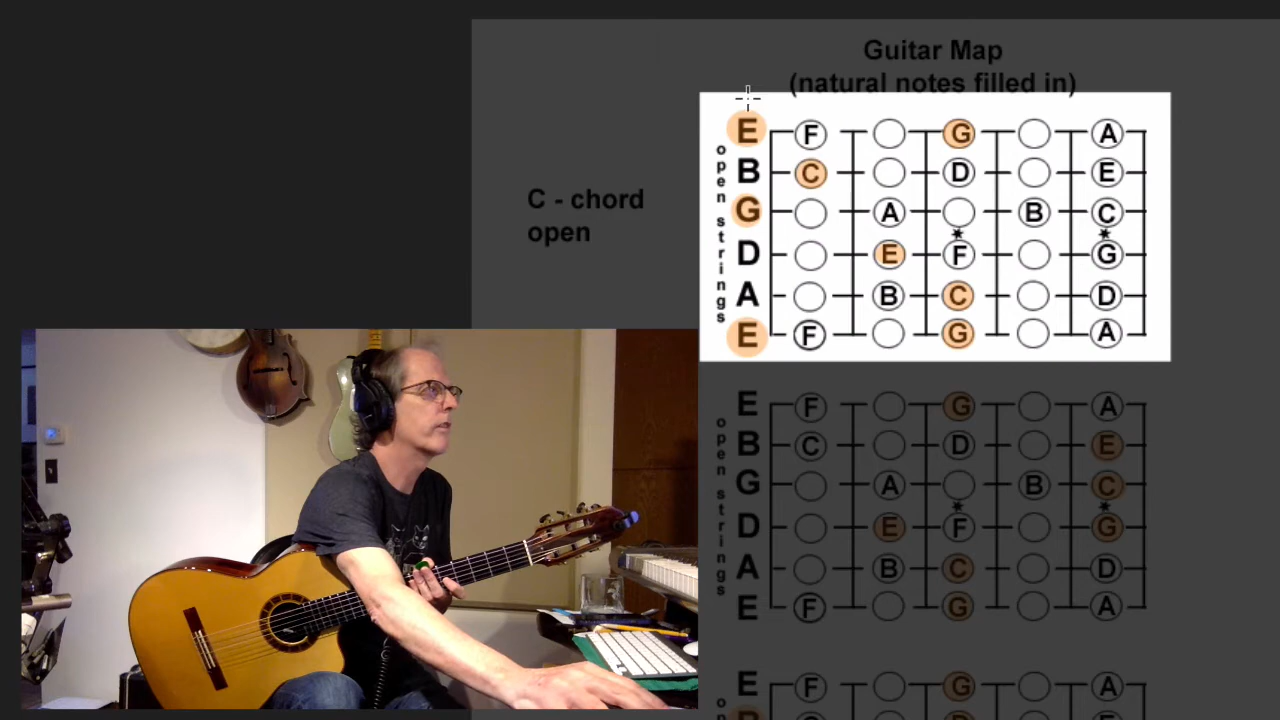 Guitar Map
(natural notes filled in)
C - chord
open
open strings
E F G A
B C D E
G A B C
* *
D E F G
A B C D
E F G A
open strings
E F G A
B C D E
G A B C
* *
D E F G
A B C D
E F G A
E F G A